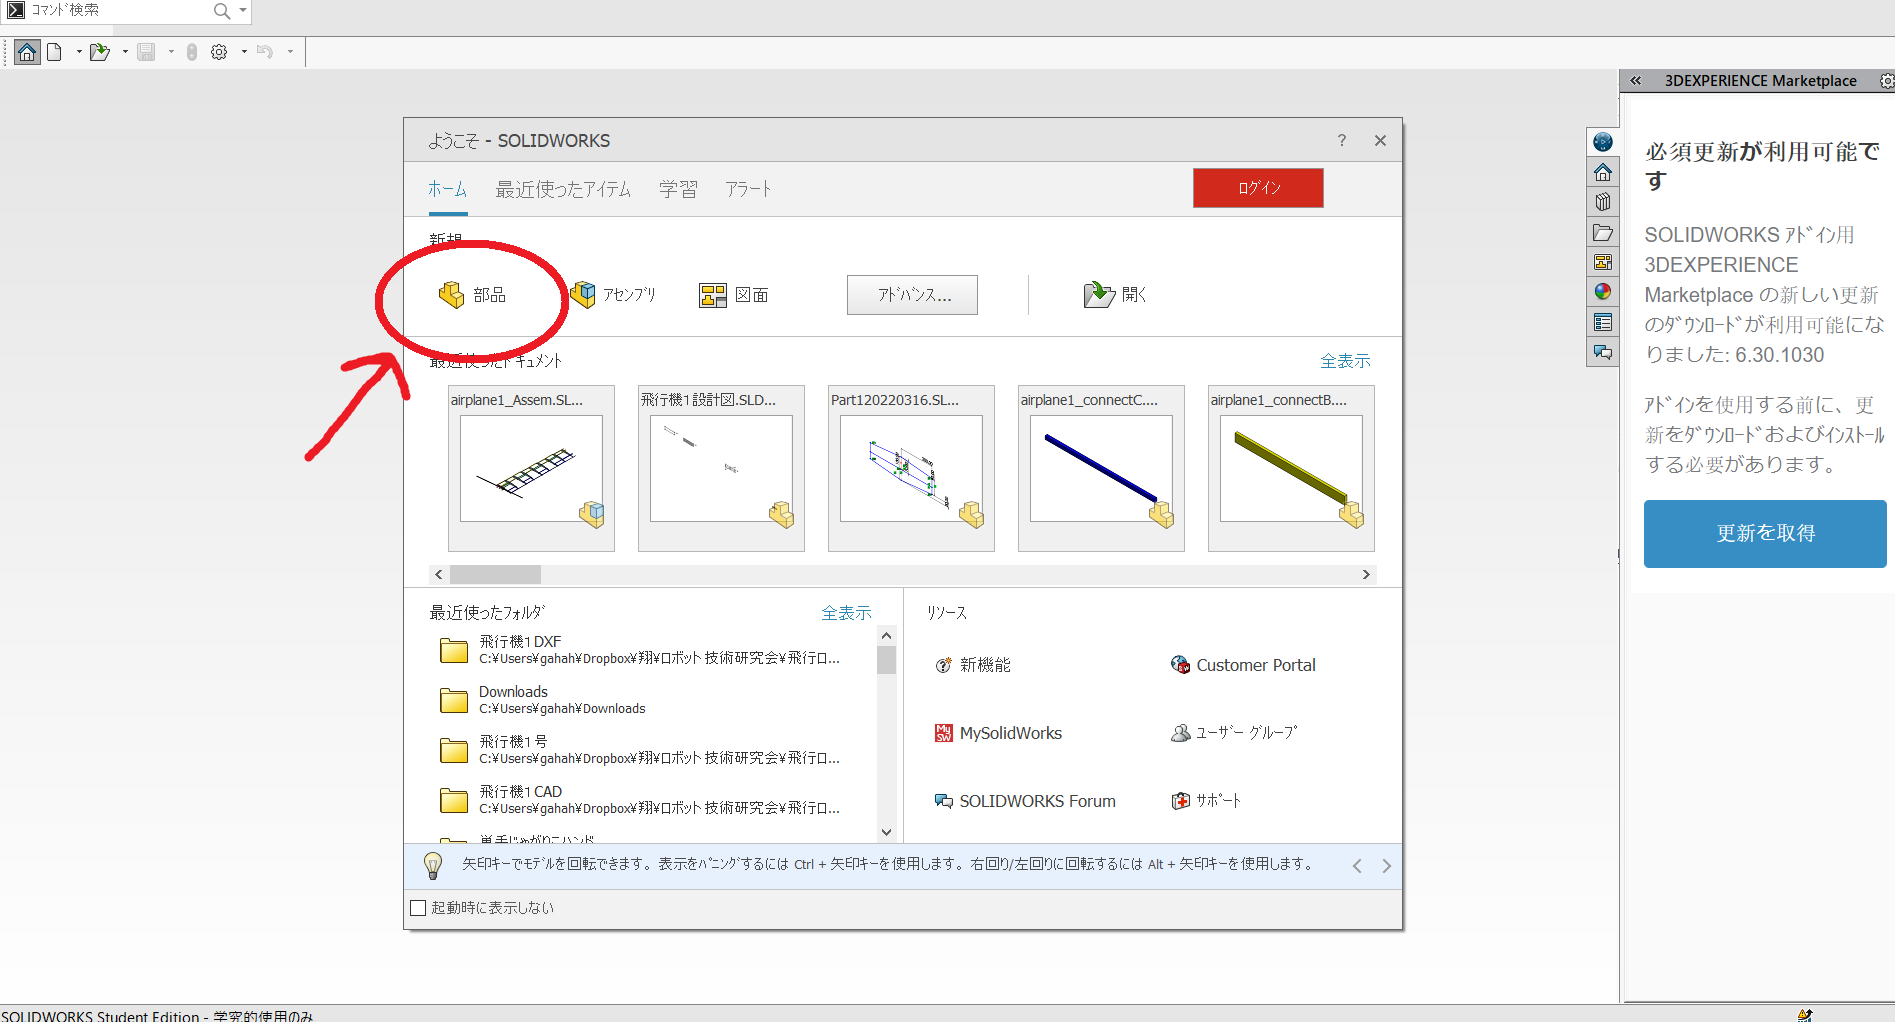 コマンド検索
3DEXPERIENCE Marketplace
ようこそ - SOLIDWORKS
ホーム 最近使ったアイテム 学習 アラート
ログイン
新規
部品 アセンブリ 図面 アドバンス... 開く
最近使ったドキュメント 全表示
airplane1_Assem.SL... 飛行機1設計図.SLD... Part120220316.SL... airplane1_connectC.... airplane1_connectB....
最近使ったフォルダ 全表示
飛行機1 DXF
C:¥Users¥gahah¥Dropbox¥翔¥ロボット技術研究会¥飛行ロ...
Downloads
C:¥Users¥gahah¥Downloads
飛行機1号
C:¥Users¥gahah¥Dropbox¥翔¥ロボット技術研究会¥飛行ロ...
飛行機1 CAD
C:¥Users¥gahah¥Dropbox¥翔¥ロボット技術研究会¥飛行ロ...
リソース
新機能 Customer Portal
MySolidWorks ユーザー グループ
SOLIDWORKS Forum サポート
矢印キーでモデルを回転できます。表示をパニングするには Ctrl + 矢印キーを使用します。右回り/左回りに回転するには Alt + 矢印キーを使用します。
起動時に表示しない
必須更新が利用可能で
す
SOLIDWORKS アドイン用
3DEXPERIENCE
Marketplace の新しい更新
のダウンロードが利用可能にな
りました: 6.30.1030
アドインを使用する前に、更
新をダウンロードおよびインストール
する必要があります。
更新を取得
SOLIDWORKS Student Edition - 学究的使用のみ